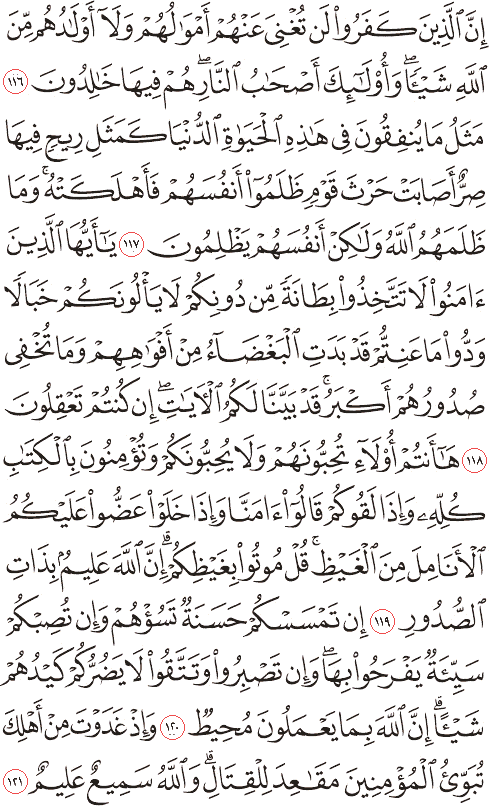 إِنَّ ٱلَّذِينَ كَفَرُوا۟ لَن تُغْنِىَ عَنْهُمْ أَمْوَٰلُهُمْ وَلَآ أَوْلَٰدُهُم مِّنَ
ٱللَّهِ شَيْـًٔا ۖ وَأُو۟لَٰٓئِكَ أَصْحَٰبُ ٱلنَّارِ ۖ هُمْ فِيهَا خَٰلِدُونَ ١١٦
مَثَلُ مَا يُنفِقُونَ فِى هَٰذِهِ ٱلْحَيَوٰةِ ٱلدُّنْيَا كَمَثَلِ رِيحٍ فِيهَا
صِرٌّ أَصَابَتْ حَرْثَ قَوْمٍ ظَلَمُوٓا۟ أَنفُسَهُمْ فَأَهْلَكَتْهُ ۚ وَمَا
ظَلَمَهُمُ ٱللَّهُ وَلَٰكِنْ أَنفُسَهُمْ يَظْلِمُونَ ١١٧ يَٰٓأَيُّهَا ٱلَّذِينَ
ءَامَنُوا۟ لَا تَتَّخِذُوا۟ بِطَانَةً مِّن دُونِكُمْ لَا يَأْلُونَكُمْ خَبَالًا
وَدُّوا۟ مَا عَنِتُّمْ قَدْ بَدَتِ ٱلْبَغْضَآءُ مِنْ أَفْوَٰهِهِمْ وَمَا تُخْفِى
صُدُورُهُمْ أَكْبَرُ ۚ قَدْ بَيَّنَّا لَكُمُ ٱلْءَايَٰتِ ۖ إِن كُنتُمْ تَعْقِلُونَ
١١٨ هَٰٓأَنتُمْ أُو۟لَآءِ تُحِبُّونَهُمْ وَلَا يُحِبُّونَكُمْ وَتُؤْمِنُونَ بِٱلْكِتَٰبِ
كُلِّهِۦ وَإِذَا لَقُوكُمْ قَالُوٓا۟ ءَامَنَّا وَإِذَا خَلَوْا۟ عَضُّوا۟ عَلَيْكُمُ
ٱلْأَنَامِلَ مِنَ ٱلْغَيْظِ ۚ قُلْ مُوتُوا۟ بِغَيْظِكُمْ ۗ إِنَّ ٱللَّهَ عَلِيمٌۢ بِذَاتِ
ٱلصُّدُورِ ١١٩ إِن تَمْسَسْكُمْ حَسَنَةٌ تَسُؤْهُمْ وَإِن تُصِبْكُمْ
سَيِّئَةٌ يَفْرَحُوا۟ بِهَا ۖ وَإِن تَصْبِرُوا۟ وَتَتَّقُوا۟ لَا يَضُرُّكُمْ كَيْدُهُمْ
شَيْـًٔا ۗ إِنَّ ٱللَّهَ بِمَا يَعْمَلُونَ مُحِيطٌ ١٢٠ وَإِذْ غَدَوْتَ مِنْ أَهْلِكَ
تُبَوِّئُ ٱلْمُؤْمِنِينَ مَقَٰعِدَ لِلْقِتَالِ ۗ وَٱللَّهُ سَمِيعٌ عَلِيمٌ ١٢١